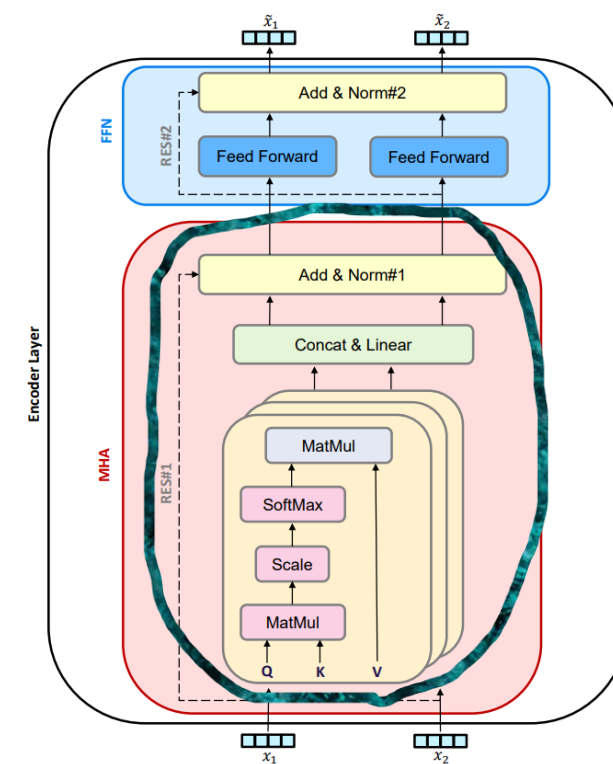 x̃₁ x̃₂
Add & Norm#2
FFN
RES#2
Feed Forward Feed Forward
Add & Norm#1
Concat & Linear
Encoder Layer
MHA
RES#1
MatMul
SoftMax
Scale
MatMul
Q K V
x₁ x₂